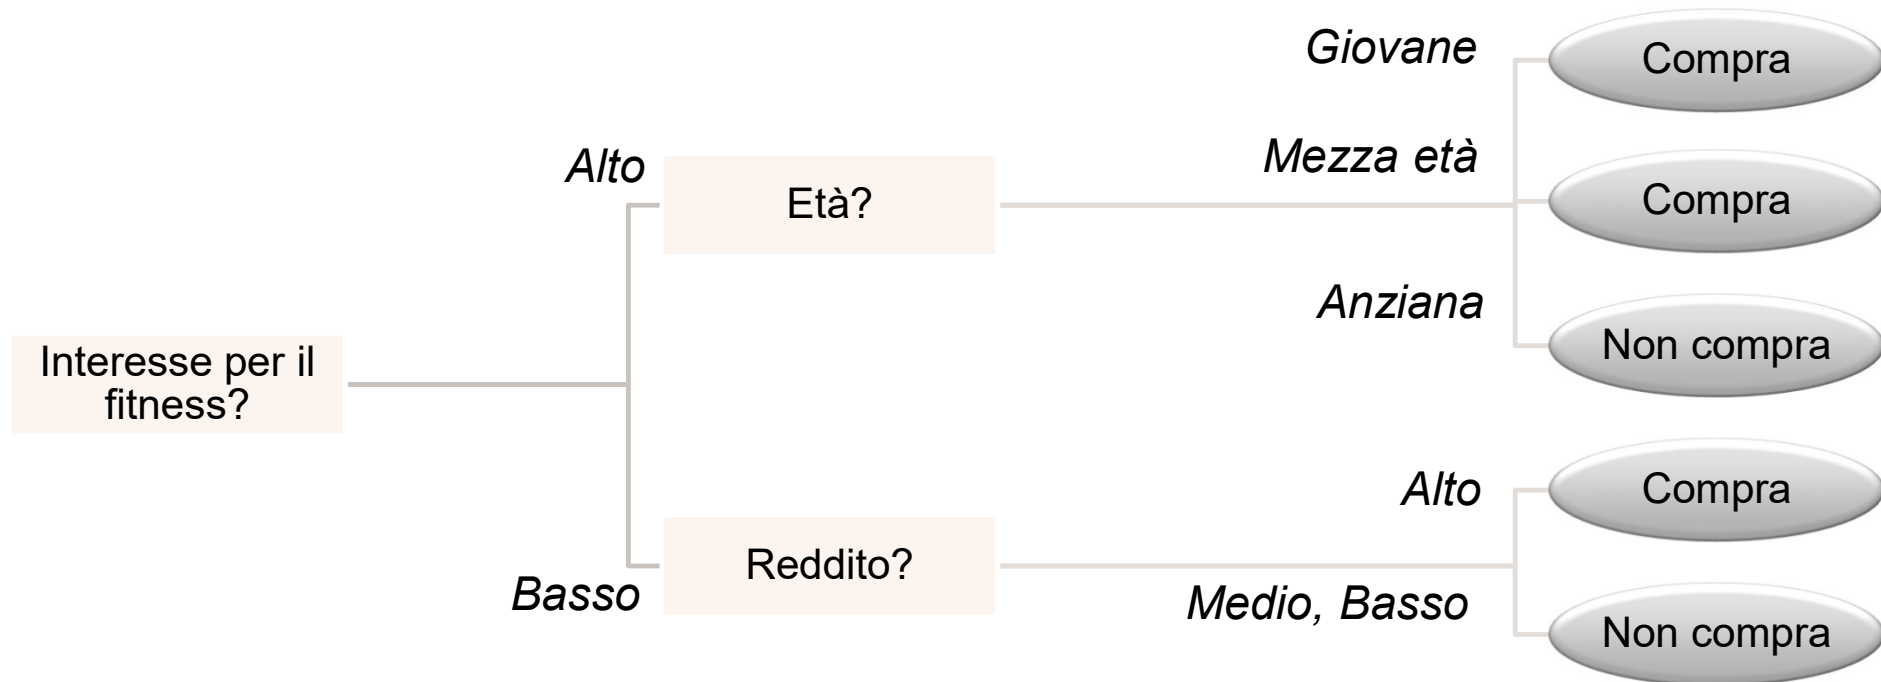 Giovane
Compra
Mezza età
Alto
Età?
Compra
Anziana
Non compra
Interesse per il
fitness?
Alto
Compra
Reddito?
Basso
Medio, Basso
Non compra